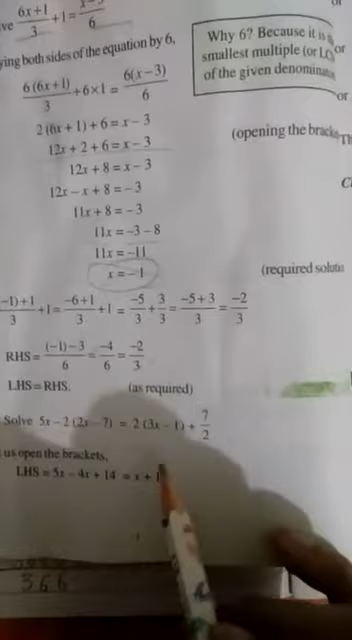 6x+1/3 +1= x-3/6
ying both sides of the equation by 6,
Why 6? Because it is
smallest multiple (or
of the given
6(6x+1)/3 +6×1= 6(x-3)/6
or
or
2(6x+1)+6=x-3
(opening the
12x+2+6=x-3
12x+8=x-3
12x-x+8=-3
11x+8=-3
11x=-3-8
11x=-11
x=-1
(required
-1)+1/3 +1= -6+1/3 +1= -5/3 + 3/3 = -5+3/3 = -2/3
RHS= (-1)-3/6 = -4/6 = -2/3
LHS=RHS. (as required)
Solve 5x-2(2x-7)=2(3x-1)+ 7/2
us open the brackets,
LHS=5x-4x+14=x+1
366